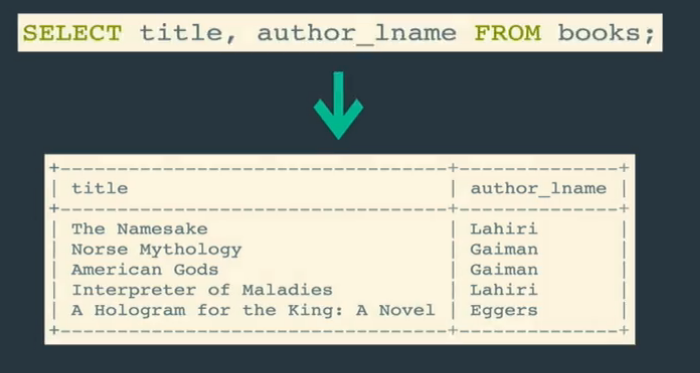 SELECT title, author_lname FROM books;
+----------------------------------+--------------+
| title | author_lname |
+----------------------------------+--------------+
| The Namesake | Lahiri |
| Norse Mythology | Gaiman |
| American Gods | Gaiman |
| Interpreter of Maladies | Lahiri |
| A Hologram for the King: A Novel | Eggers |
+----------------------------------+--------------+